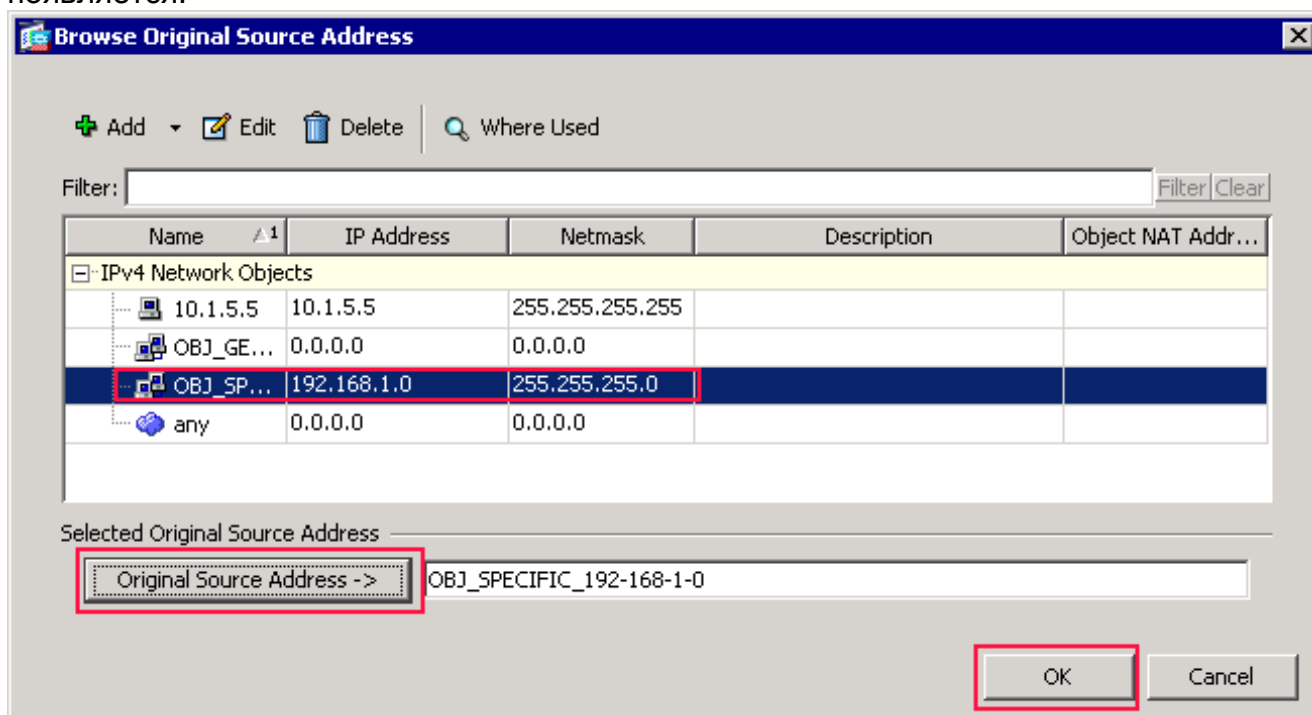 появляется.
Browse Original Source Address
Add Edit Delete Where Used
Filter: Filter Clear
Name 1 IP Address Netmask Description Object NAT Addr...
IPv4 Network Objects
10.1.5.5 10.1.5.5 255.255.255.255
OBJ_GE... 0.0.0.0 0.0.0.0
OBJ_SP... 192.168.1.0 255.255.255.0
any 0.0.0.0 0.0.0.0
Selected Original Source Address
Original Source Address -> OBJ_SPECIFIC_192-168-1-0
OK Cancel